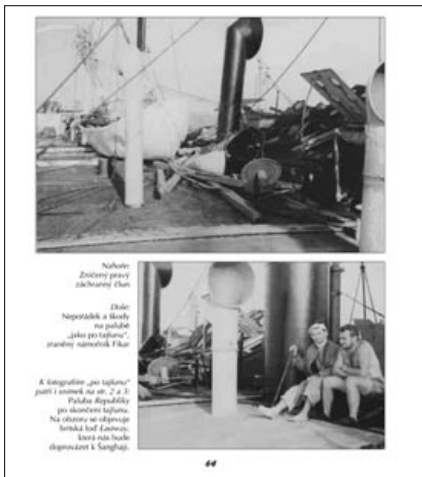 Nahoře:
Zničený pravý
záchranný člun
Dole:
Nepořádek a škody
na palubě
„jako po tajfunu",
zraněný námořník Fikar
K fotografiím „po tajfunu"
patří i snímek na str. 2 a 3:
Paluba Republiky
po skončení tajfunu.
Na obzoru se objevuje
britská loď Eastway,
která nás bude
doprovázet k Šanghaji.
64